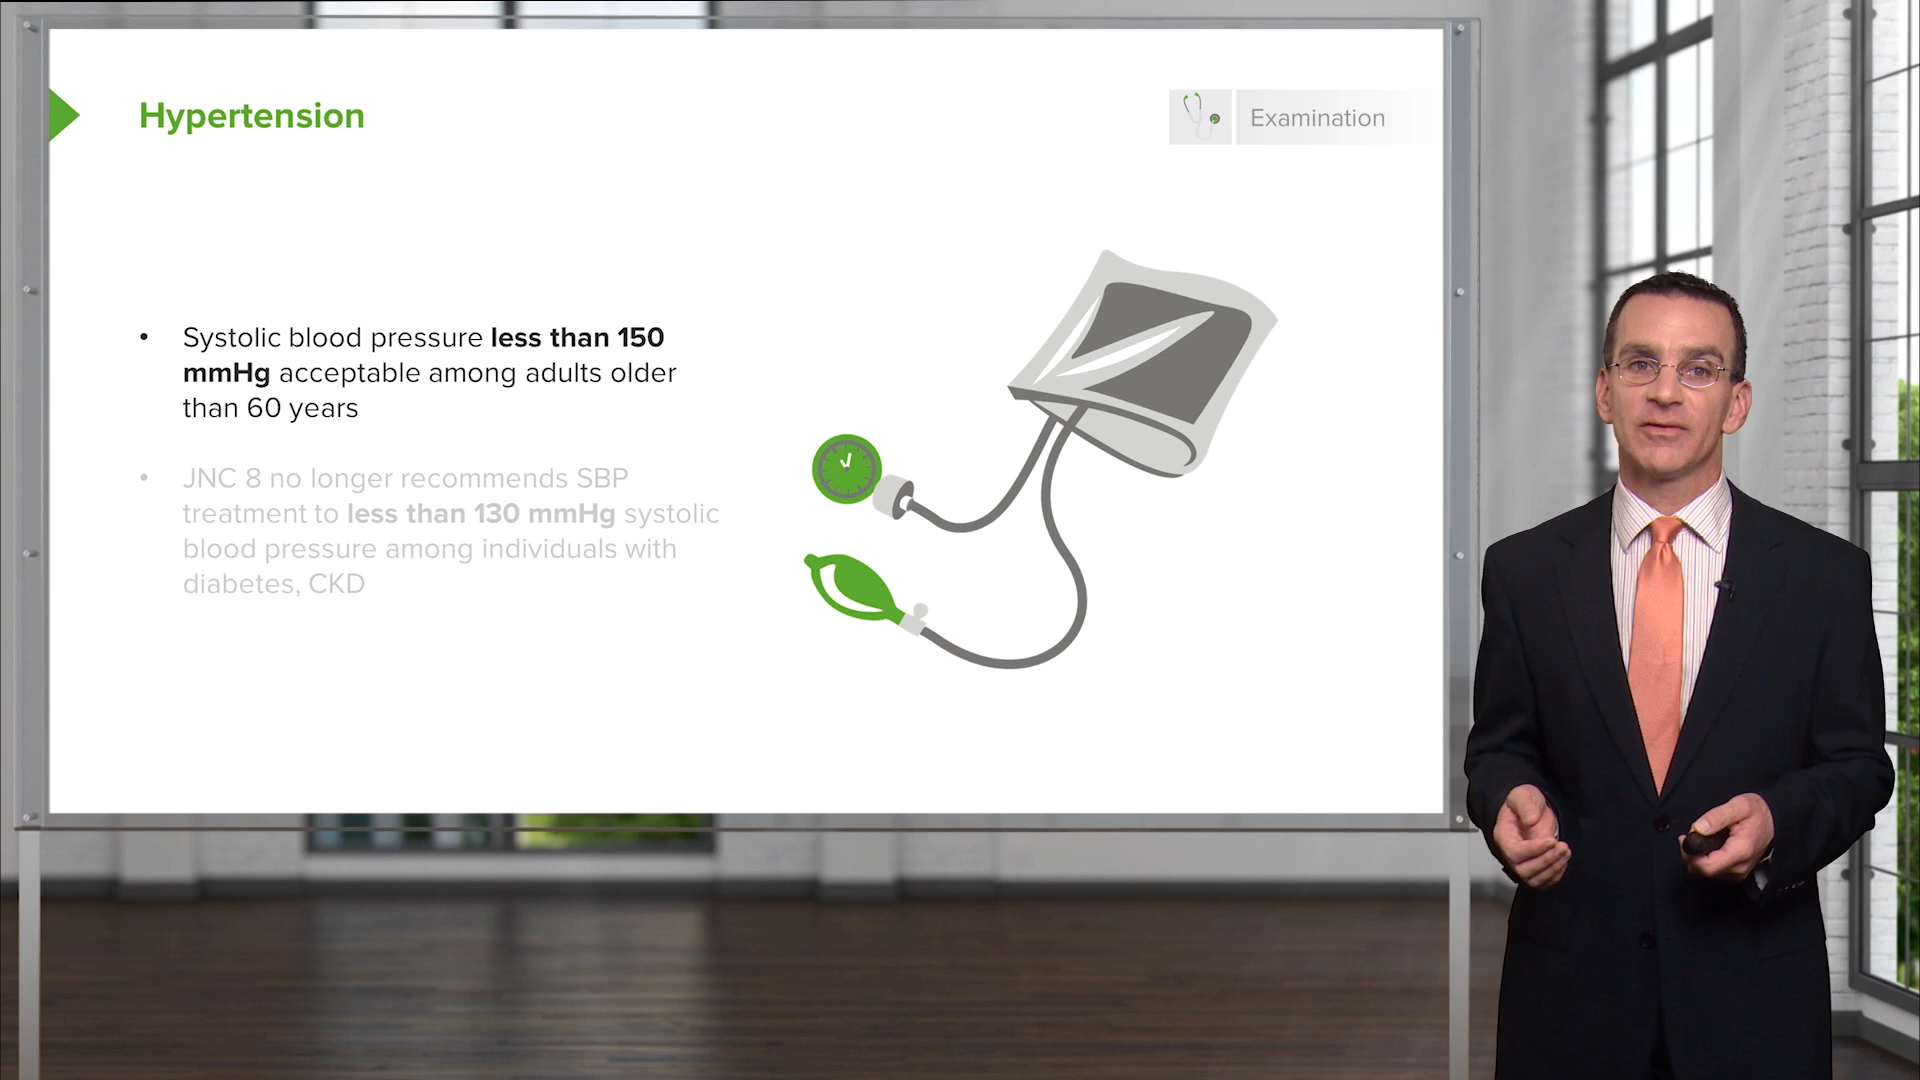 Hypertension
Examination
• Systolic blood pressure less than 150
mmHg acceptable among adults older
than 60 years
• JNC 8 no longer recommends SBP
treatment to less than 130 mmHg systolic
blood pressure among individuals with
diabetes, CKD